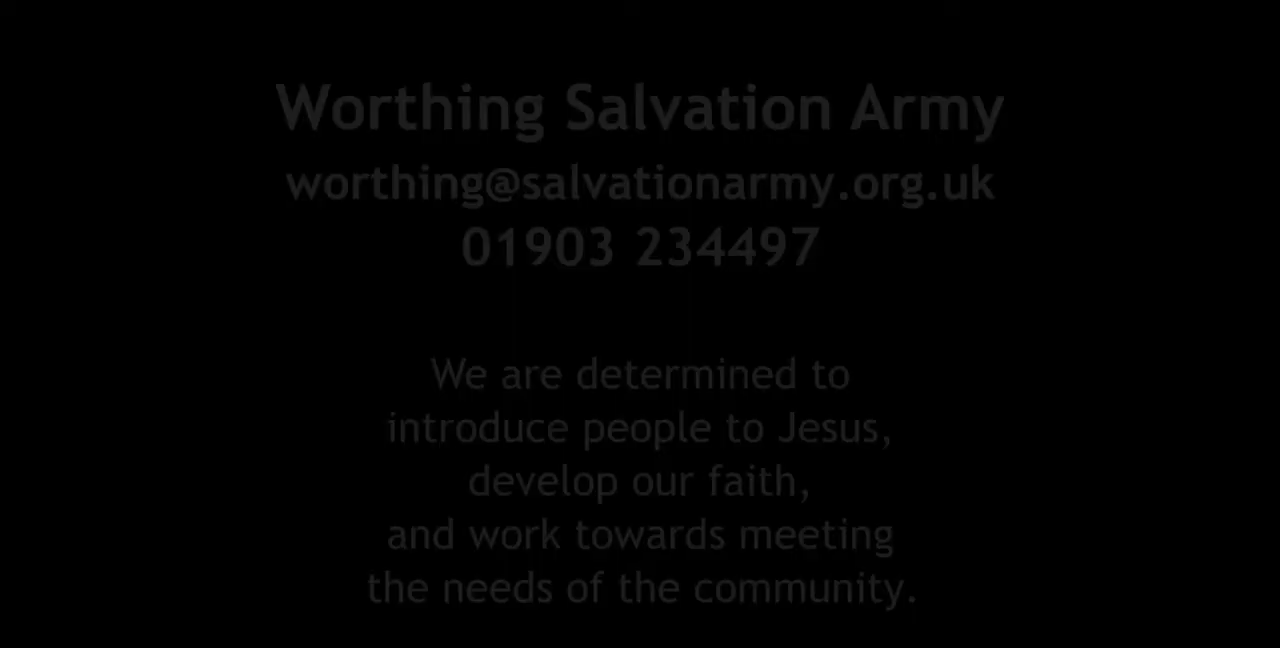 Worthing Salvation Army
worthing@salvationarmy.org.uk
01903 234497
We are determined to
introduce people to Jesus,
develop our faith,
and work towards meeting
the needs of the community.